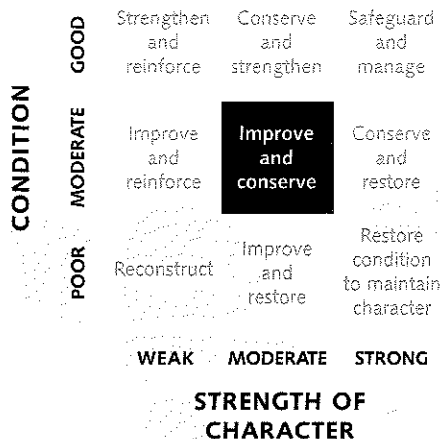 CONDITION
GOOD
Strengthen
and
reinforce
Conserve
and
strengthen
Safeguard
and
manage
MODERATE
Improve
and
reinforce
Improve
and
conserve
Conserve
and
restore
POOR
Reconstruct
Improve
and
restore
Restore
condition
to maintain
character
WEAK MODERATE STRONG
STRENGTH OF
CHARACTER